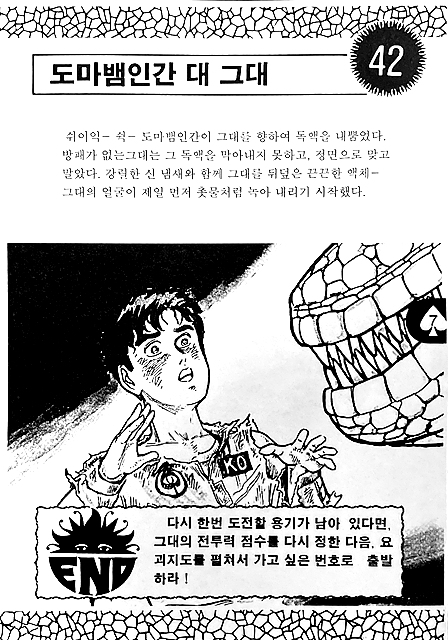 42
도마뱀인간 대 그대
쉬이익- 쉭- 도마뱀인간이 그대를 향하여 독액을 내뿜었다.
방패가 없는그대는 그 독액을 막아내지 못하고, 정면으로 맞고
말았다. 강렬한 신 냄새와 함께 그대를 뒤덮은 끈끈한 액체-
그대의 얼굴이 제일 먼저 촛물처럼 녹아 내리기 시작했다.
7
KO
END
다시 한번 도전할 용기가 남아 있다면,
그대의 전투력 점수를 다시 정한 다음, 요
괴지도를 펼쳐서 가고 싶은 번호로 출발
하라!